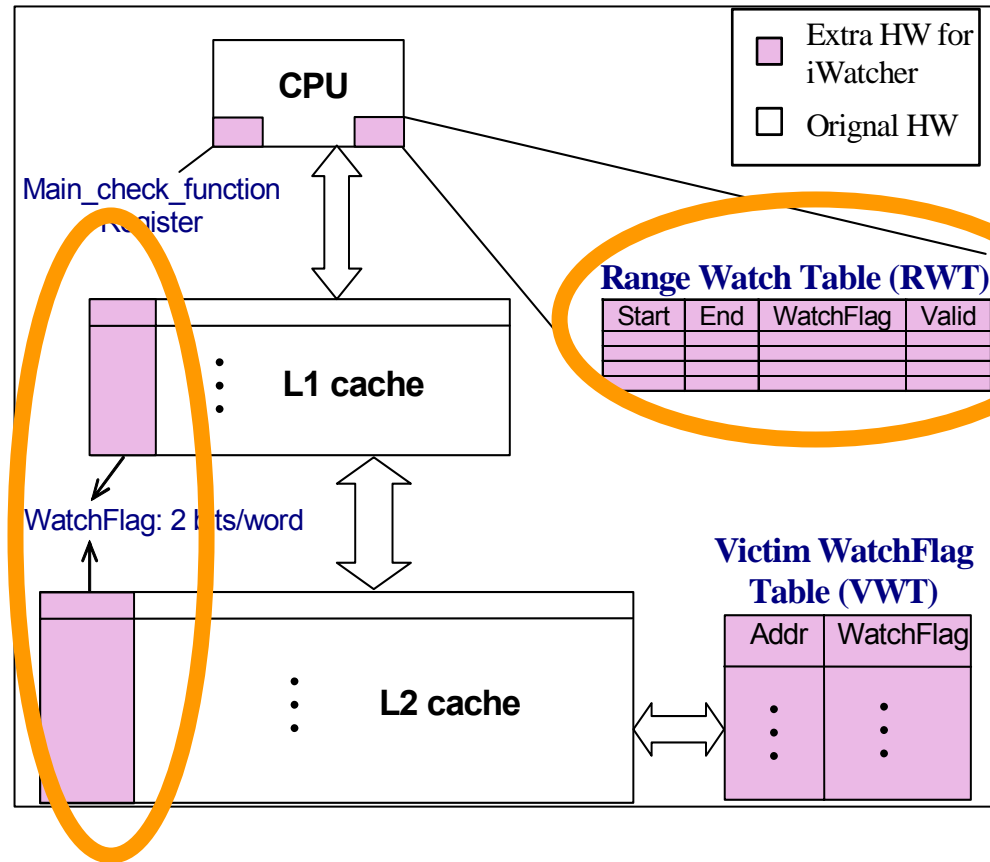 Extra HW for
iWatcher
Orignal HW
CPU
Main_check_function
Register
Range Watch Table (RWT)
Start End WatchFlag Valid
L1 cache
WatchFlag: 2 bits/word
Victim WatchFlag
Table (VWT)
Addr WatchFlag
L2 cache